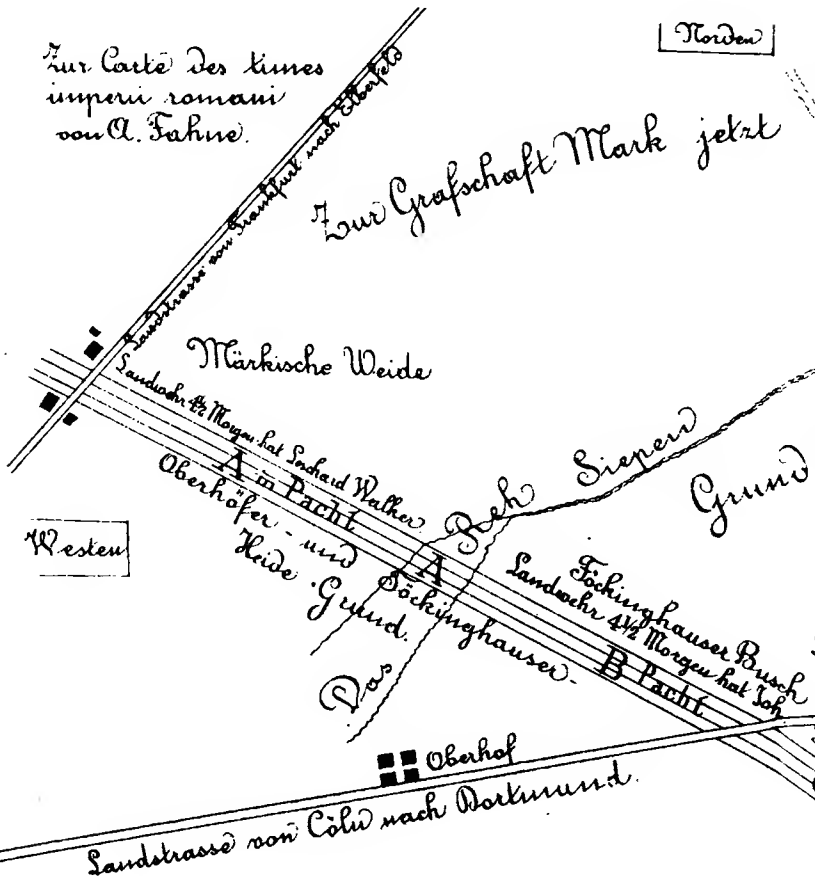 Zur Carte des limes
imperii romani
von A. Fahne.
Norden
Landstrasse von Frankfurt nach Elberfeld
Zur Grafschaft Mark jetzt
Märkische Weide
Landwehr 4½ Morgen hat Walher
A in Pacht
Oberhöfer- und Föckinghauser-
Heide Grund.
Westen
Das Reh Siepen
Grund
A
Föckinghauser Busch
Landwehr 4½ Morgen hat Joh
B Pacht
Oberhof
Landstrasse von Cöln nach Dortmund.